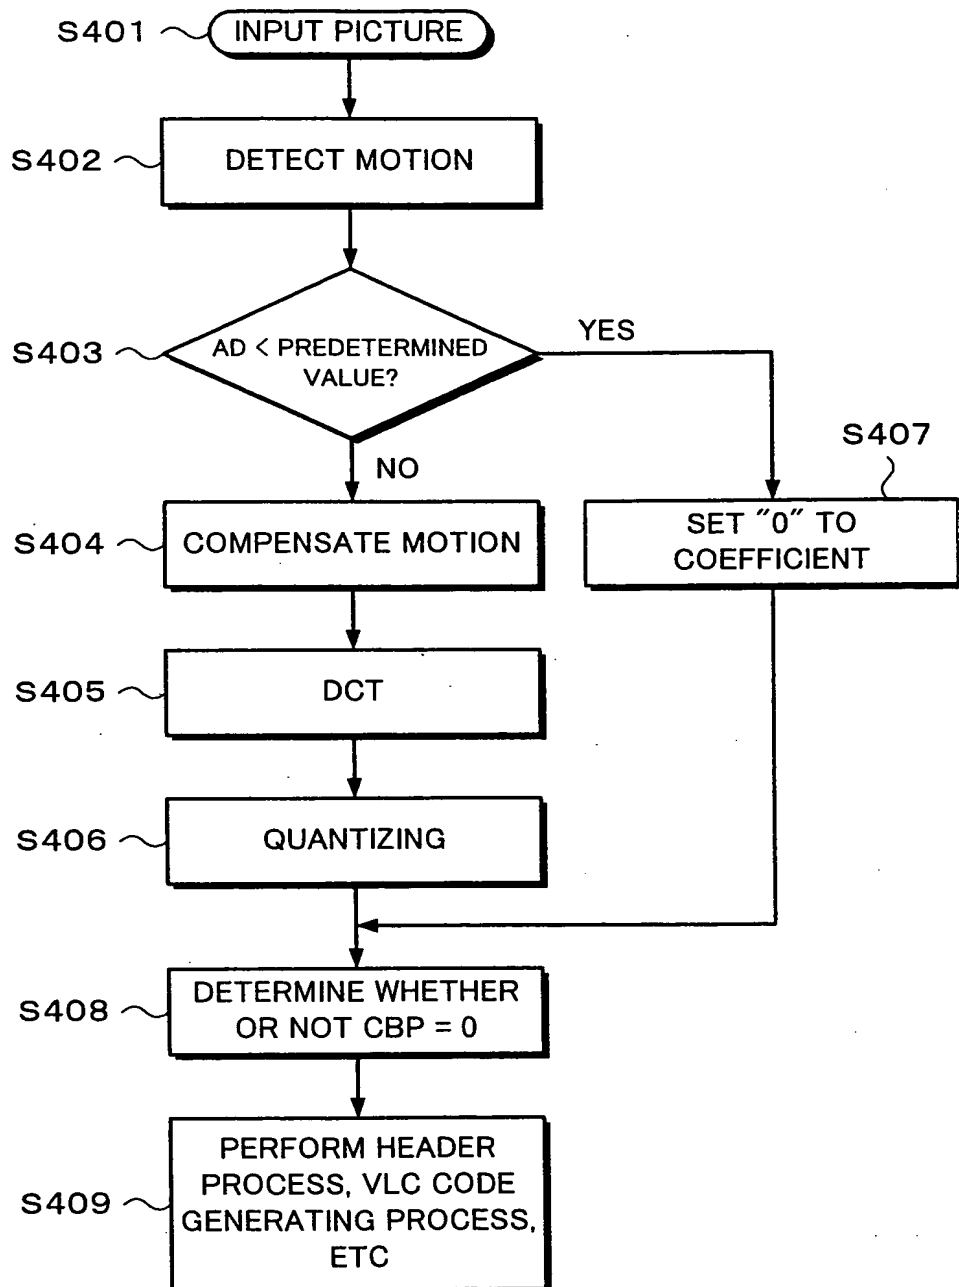 S401
INPUT PICTURE
S402
DETECT MOTION
S403
AD < PREDETERMINED
VALUE?
YES
NO
S407
SET "0" TO
COEFFICIENT
S404
COMPENSATE MOTION
S405
DCT
S406
QUANTIZING
S408
DETERMINE WHETHER
OR NOT CBP = 0
S409
PERFORM HEADER
PROCESS, VLC CODE
GENERATING PROCESS,
ETC